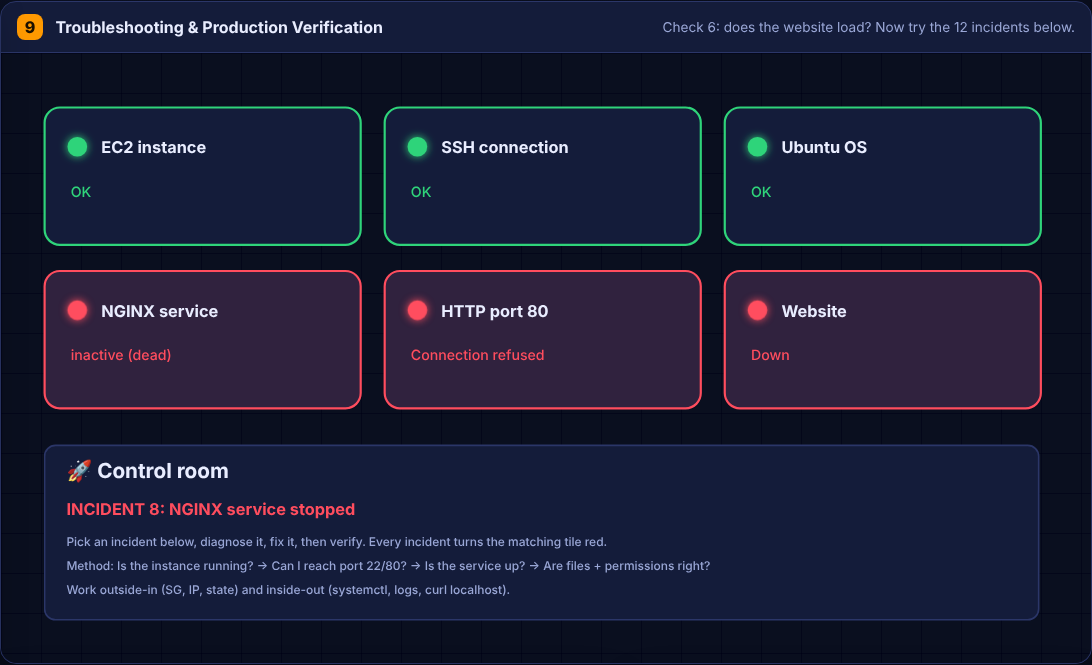 9 Troubleshooting & Production Verification
Check 6: does the website load? Now try the 12 incidents below.
EC2 instance
OK
SSH connection
OK
Ubuntu OS
OK
NGINX service
inactive (dead)
HTTP port 80
Connection refused
Website
Down
🚀 Control room
INCIDENT 8: NGINX service stopped
Pick an incident below, diagnose it, fix it, then verify. Every incident turns the matching tile red.
Method: Is the instance running? → Can I reach port 22/80? → Is the service up? → Are files + permissions right?
Work outside-in (SG, IP, state) and inside-out (systemctl, logs, curl localhost).